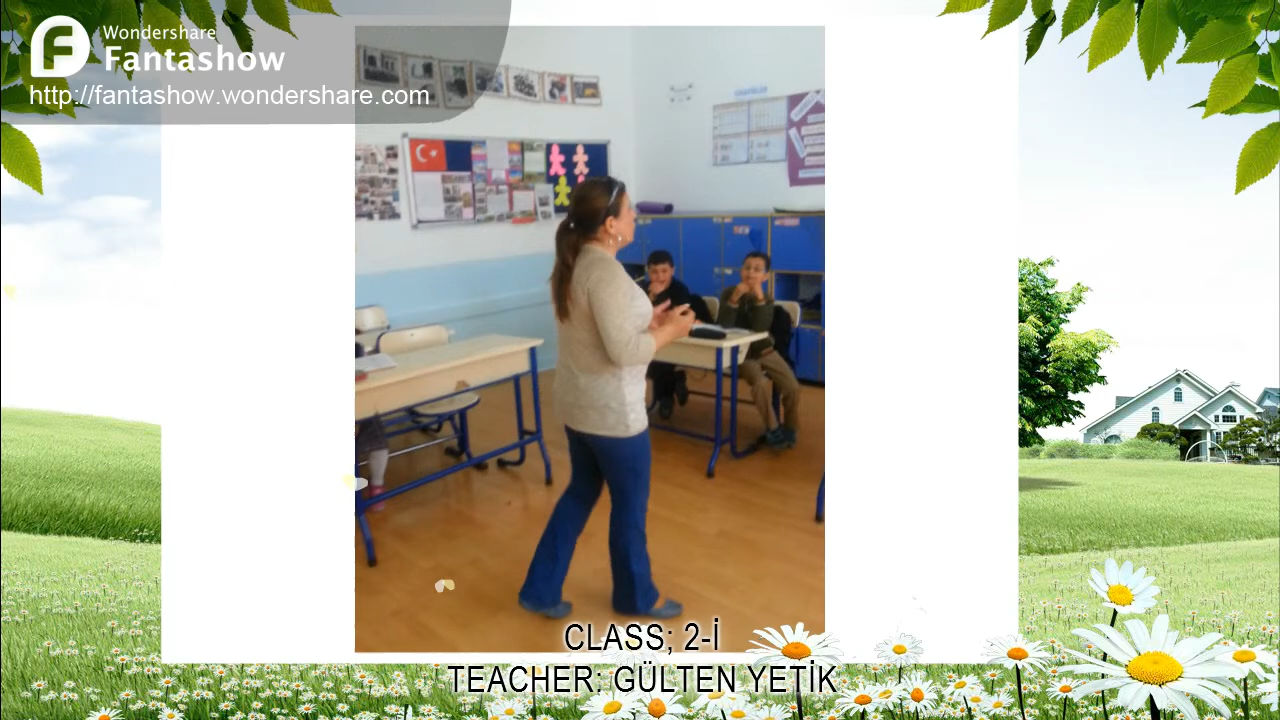 Wondershare
Fantashow
http://fantashow.wondershare.com
CLASS; 2-İ
TEACHER: GÜLTEN YETİK